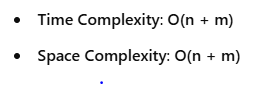 • Time Complexity: O(n + m)
• Space Complexity: O(n + m)